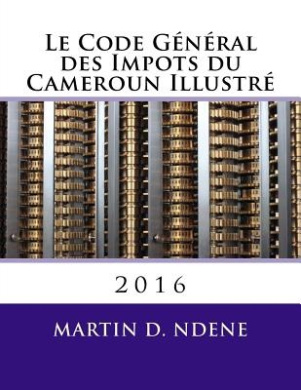 Le Code Général
des Impots du
Cameroun Illustré
2016
MARTIN D. NDENE